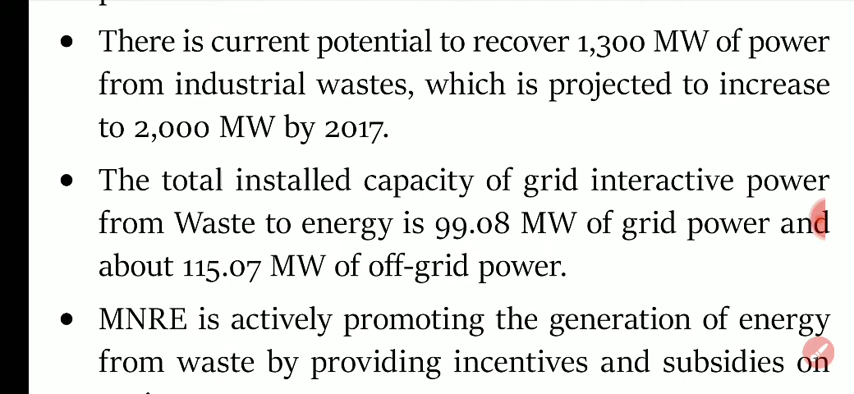 • There is current potential to recover 1,300 MW of power
from industrial wastes, which is projected to increase
to 2,000 MW by 2017.
• The total installed capacity of grid interactive power
from Waste to energy is 99.08 MW of grid power and
about 115.07 MW of off-grid power.
• MNRE is actively promoting the generation of energy
from waste by providing incentives and subsidies on